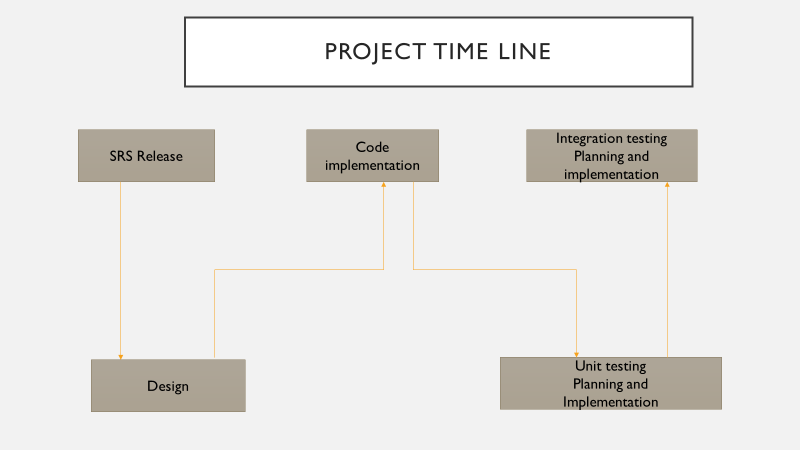 PROJECT TIME LINE
SRS Release
Code
implementation
Integration testing
Planning and
implementation
Design
Unit testing
Planning and
Implementation